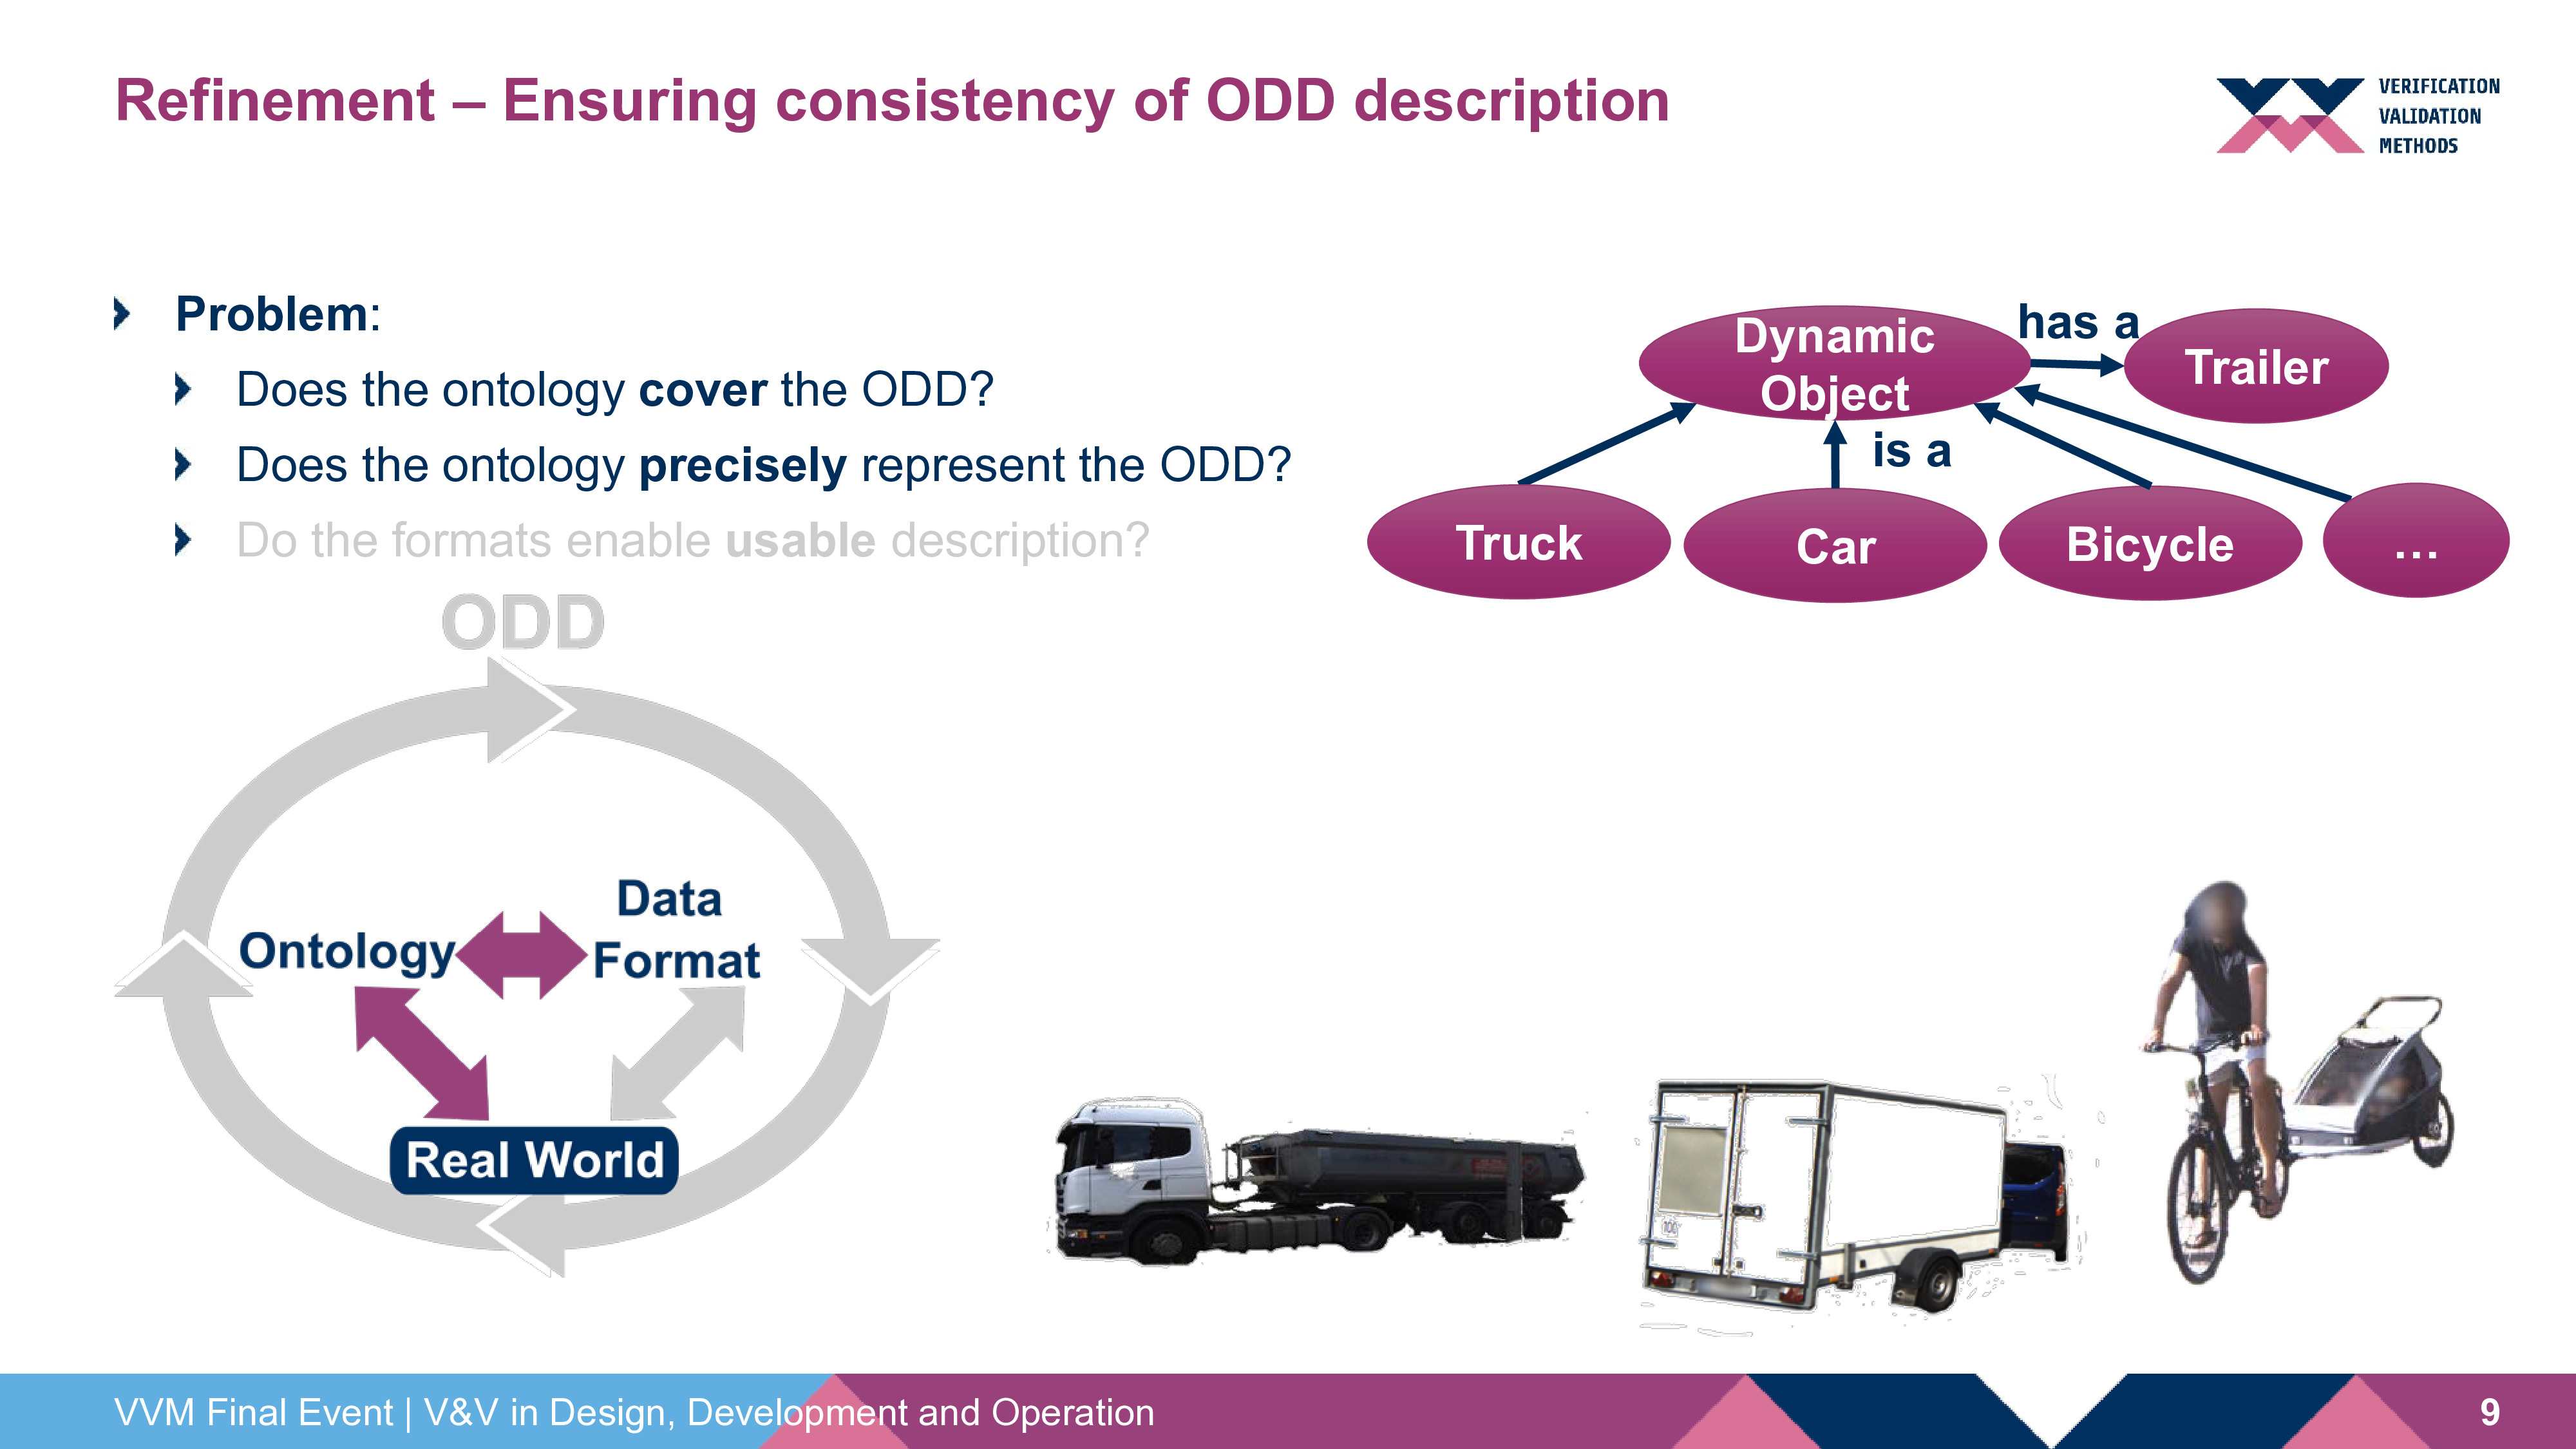 Refinement – Ensuring consistency of ODD description
VERIFICATION
VALIDATION
METHODS
Problem:
Does the ontology cover the ODD?
Does the ontology precisely represent the ODD?
Do the formats enable usable description?
Dynamic
Object
has a
Trailer
is a
Truck
Car
Bicycle
...
ODD
Ontology
Data
Format
Real World
100
VVM Final Event | V&V in Design, Development and Operation
9